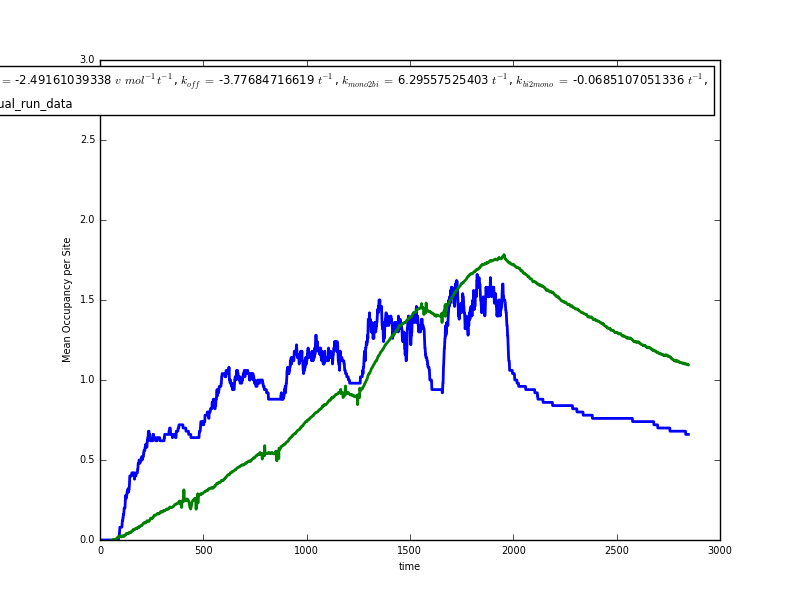 3.0
= -2.49161039338 v mol⁻¹t⁻¹, k_off = -3.77684716619 t⁻¹, k_mono2bi = 6.29557525403 t⁻¹, k_bi2mono = -0.0685107051336 t⁻¹,
ual_run_data
2.5
2.0
1.5
1.0
0.5
0.0
Mean Occupancy per Site
0 500 1000 1500 2000 2500 3000
time